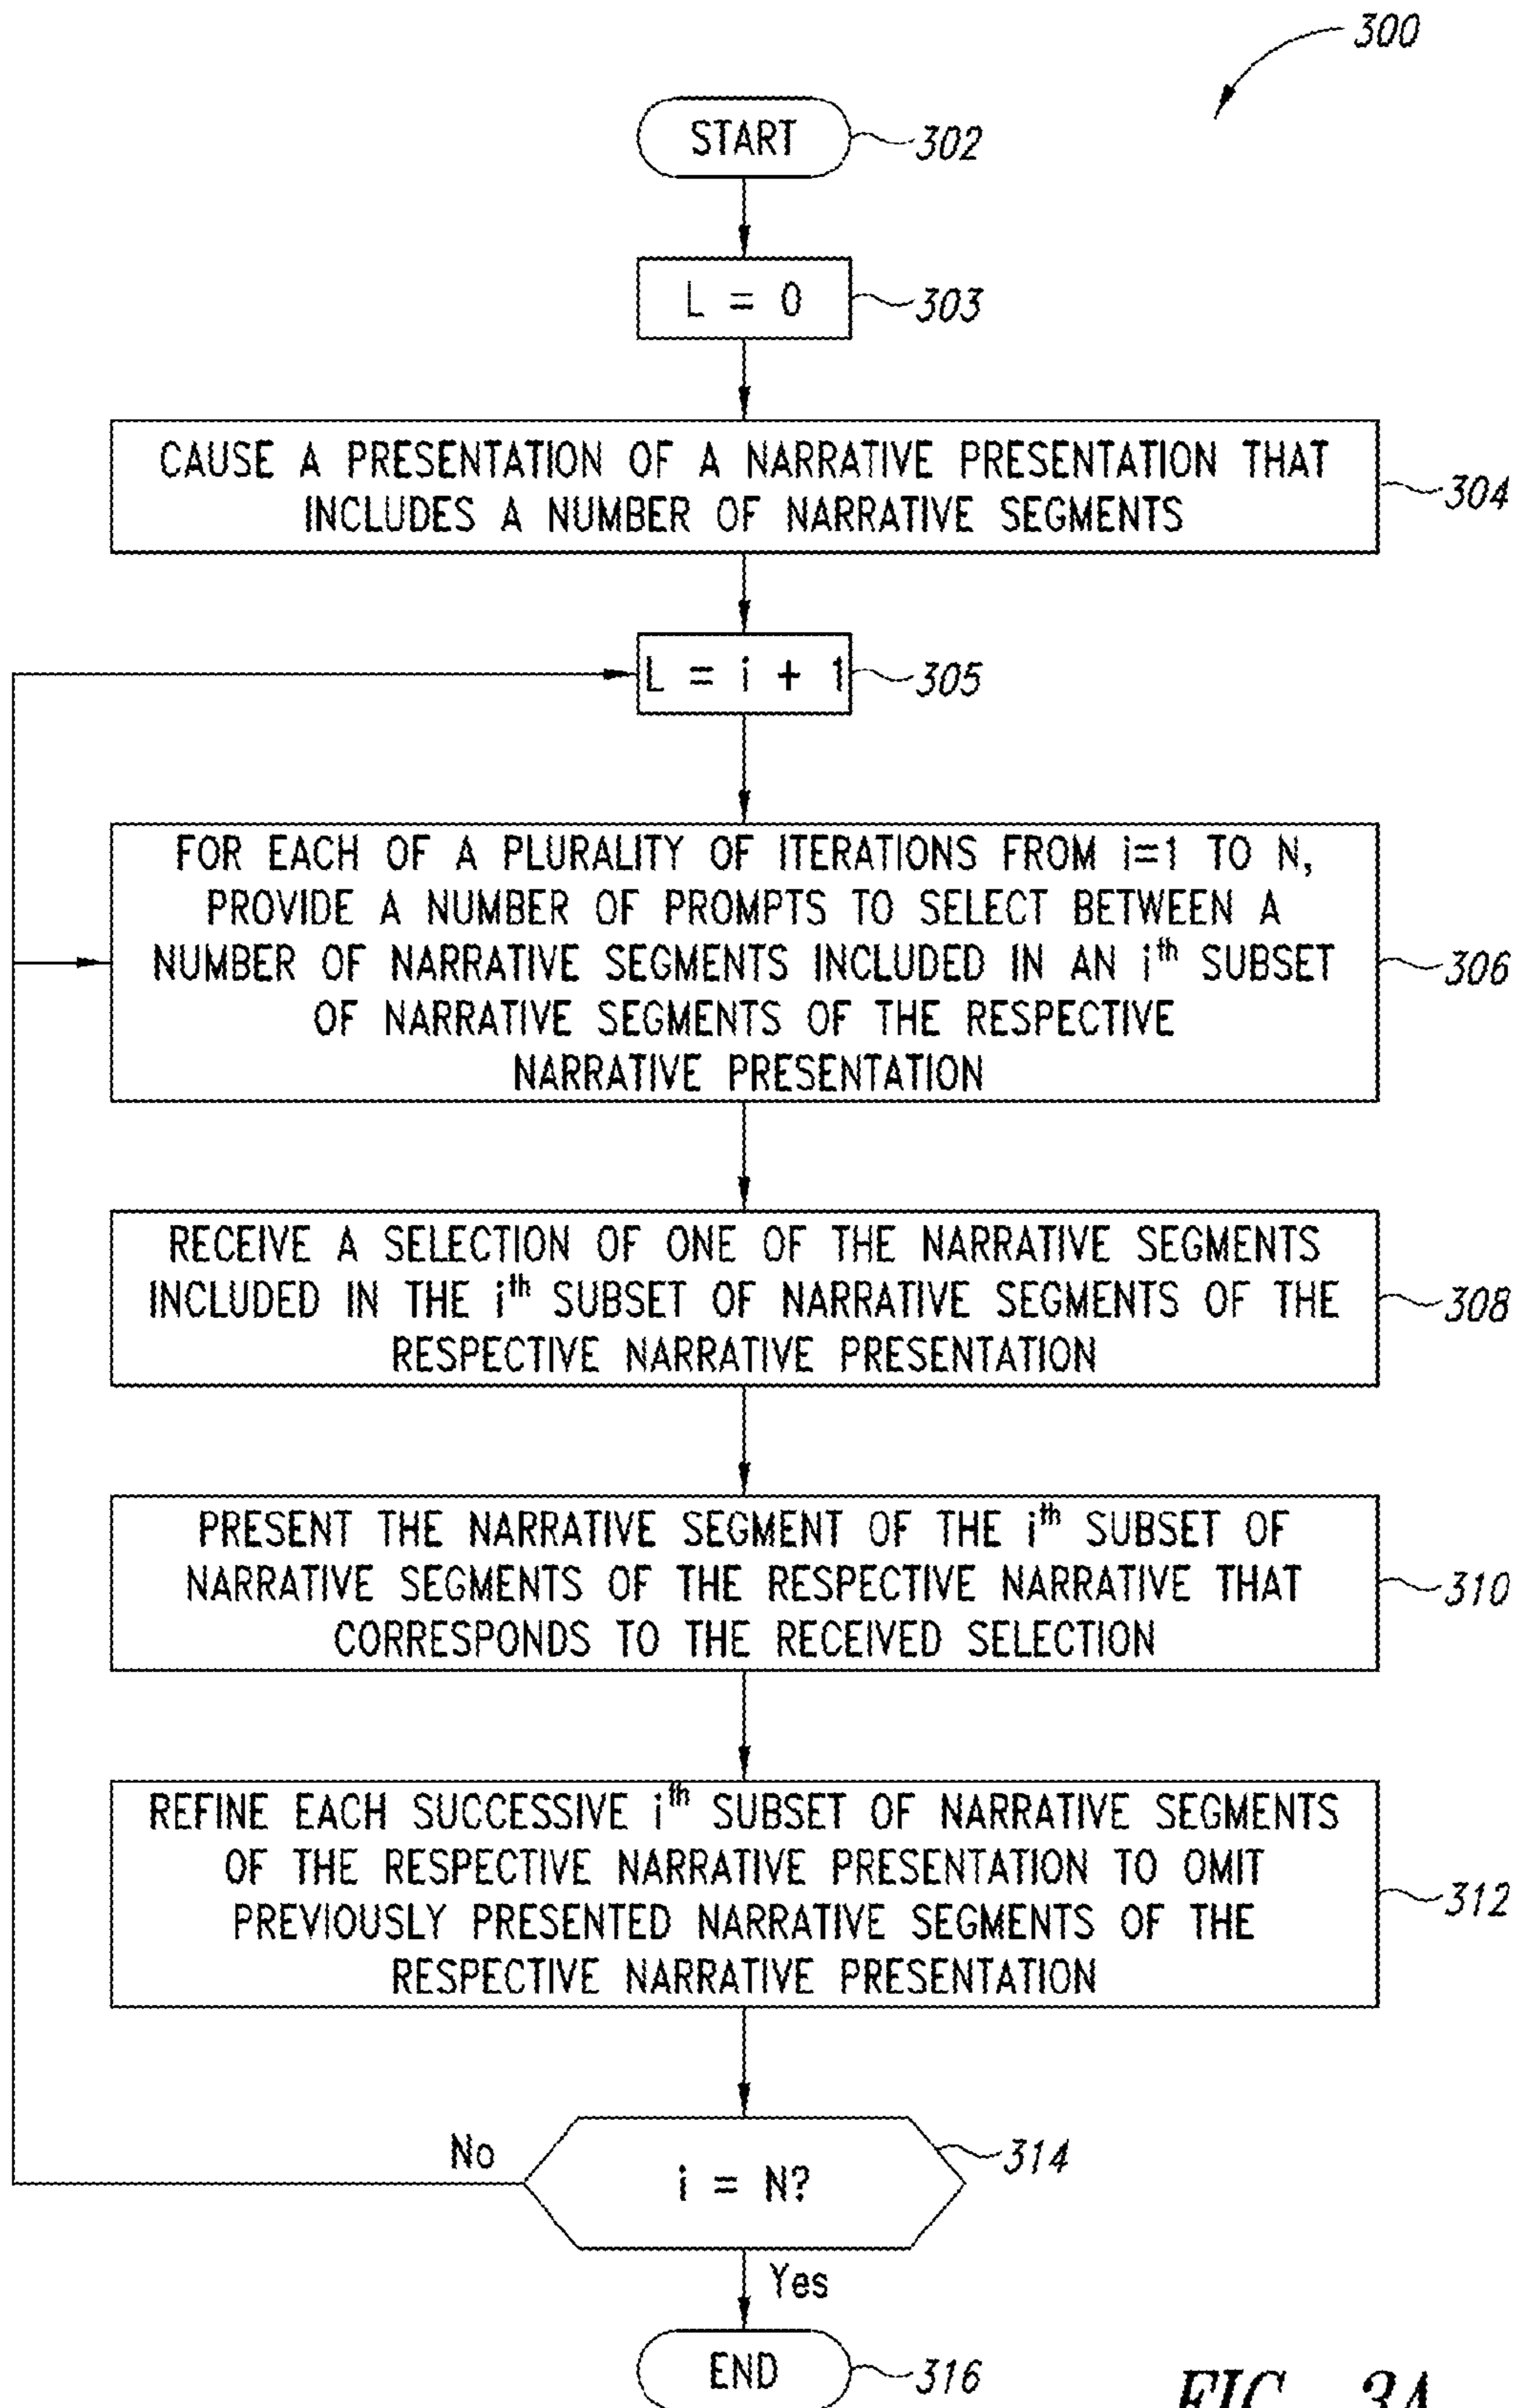 300
START
302
L = 0
303
CAUSE A PRESENTATION OF A NARRATIVE PRESENTATION THAT
INCLUDES A NUMBER OF NARRATIVE SEGMENTS
304
L = i + 1
305
FOR EACH OF A PLURALITY OF ITERATIONS FROM i=1 TO N,
PROVIDE A NUMBER OF PROMPTS TO SELECT BETWEEN A
NUMBER OF NARRATIVE SEGMENTS INCLUDED IN AN ith SUBSET
OF NARRATIVE SEGMENTS OF THE RESPECTIVE
NARRATIVE PRESENTATION
306
RECEIVE A SELECTION OF ONE OF THE NARRATIVE SEGMENTS
INCLUDED IN THE ith SUBSET OF NARRATIVE SEGMENTS OF THE
RESPECTIVE NARRATIVE PRESENTATION
308
PRESENT THE NARRATIVE SEGMENT OF THE ith SUBSET OF
NARRATIVE SEGMENTS OF THE RESPECTIVE NARRATIVE THAT
CORRESPONDS TO THE RECEIVED SELECTION
310
REFINE EACH SUCCESSIVE ith SUBSET OF NARRATIVE SEGMENTS
OF THE RESPECTIVE NARRATIVE PRESENTATION TO OMIT
PREVIOUSLY PRESENTED NARRATIVE SEGMENTS OF THE
RESPECTIVE NARRATIVE PRESENTATION
312
No
i = N?
314
Yes
END
316
FIG. 3A